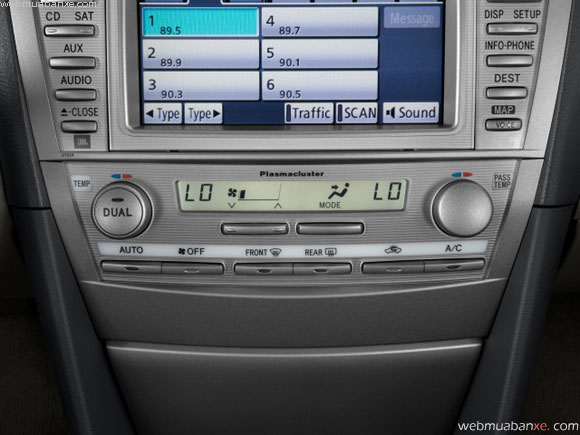 webmuabanxe.com
CD SAT
DISP SETUP
1 89.5
4 89.7
Message
AUX
INFO·PHONE
2 89.9
5 90.1
AUDIO
DEST
3 90.3
6 90.5
▲-CLOSE
MAP
VOICE
◄Type Type►
Traffic SCAN Sound
JBL
Plasmacluster
TEMP
PASS TEMP
LO
LO
MODE
DUAL
AUTO
OFF
FRONT
REAR
A/C
webmuabanxe.com